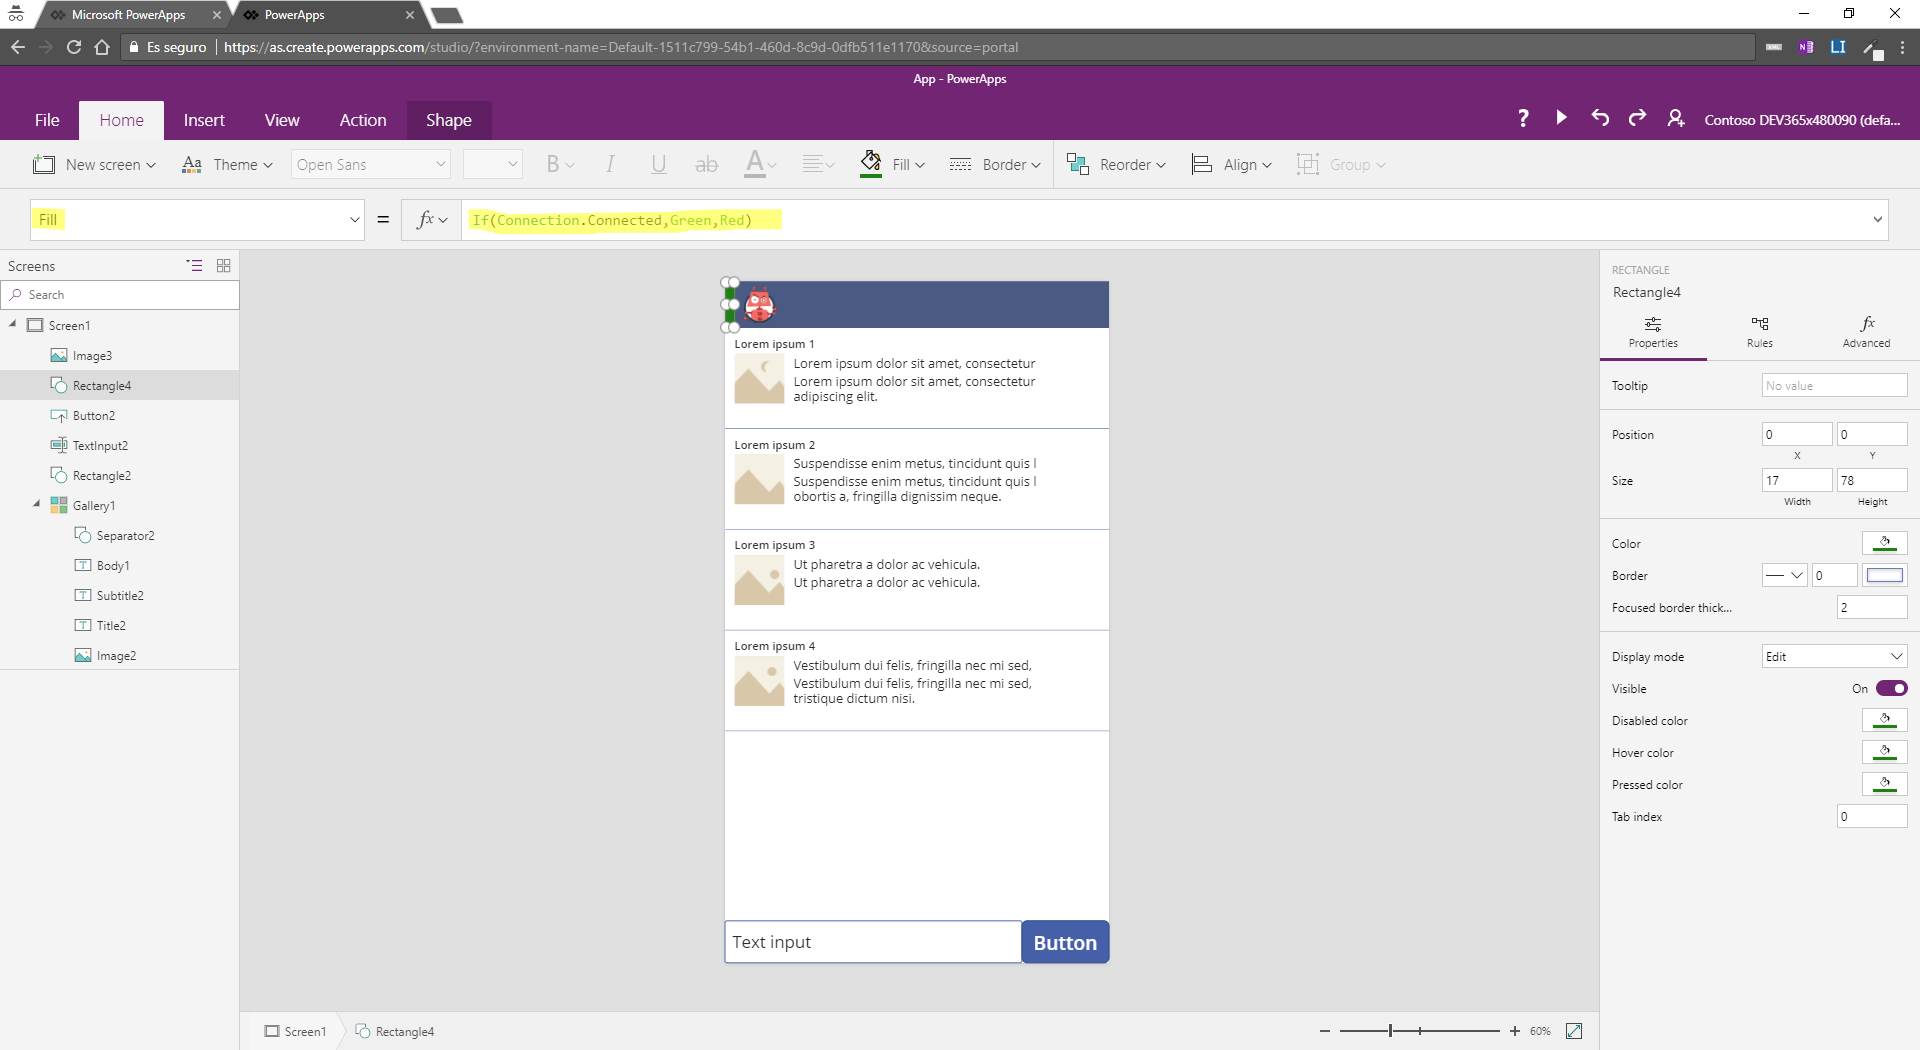 Microsoft PowerApps
PowerApps
Es seguro | https://as.create.powerapps.com/studio/?environment-name=Default-1511c799-54b1-460d-8c9d-0dfb511e1170&source=portal
App - PowerApps
File Home Insert View Action Shape
? Contoso DEV365x480090 (defa...
New screen Aa Theme Open Sans B I U ab A Fill Border Reorder Align Group
Fill = fx If(Connection.Connected,Green,Red)
Screens
Search
Screen1
Image3
Rectangle4
Button2
TextInput2
Rectangle2
Gallery1
Separator2
Body1
Subtitle2
Title2
Image2
Lorem ipsum 1
Lorem ipsum dolor sit amet, consectetur
Lorem ipsum dolor sit amet, consectetur
adipiscing elit.
Lorem ipsum 2
Suspendisse enim metus, tincidunt quis l
Suspendisse enim metus, tincidunt quis l
obortis a, fringilla dignissim neque.
Lorem ipsum 3
Ut pharetra a dolor ac vehicula.
Ut pharetra a dolor ac vehicula.
Lorem ipsum 4
Vestibulum dui felis, fringilla nec mi sed,
Vestibulum dui felis, fringilla nec mi sed,
tristique dictum nisi.
Text input
Button
RECTANGLE
Rectangle4
Properties Rules Advanced
Tooltip No value
Position 0 0
X Y
Size 17 78
Width Height
Color
Border 0
Focused border thick... 2
Display mode Edit
Visible On
Disabled color
Hover color
Pressed color
Tab index 0
Screen1 Rectangle4
60%